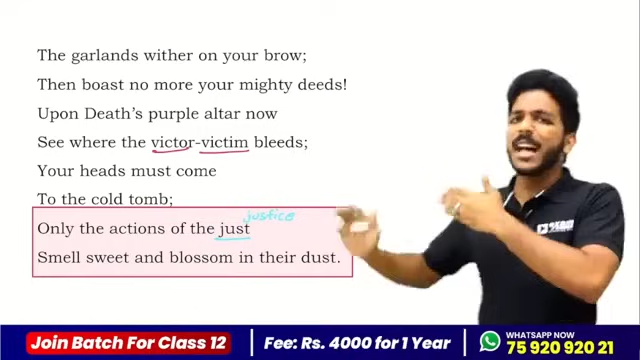 The garlands wither on your brow;
Then boast no more your mighty deeds!
Upon Death's purple altar now
See where the victor-victim bleeds;
Your heads must come
To the cold tomb;
justice
Only the actions of the just
Smell sweet and blossom in their dust.
Join Batch For Class 12
Fee: Rs. 4000 for 1 Year
WHATSAPP NOW
75 920 920 21